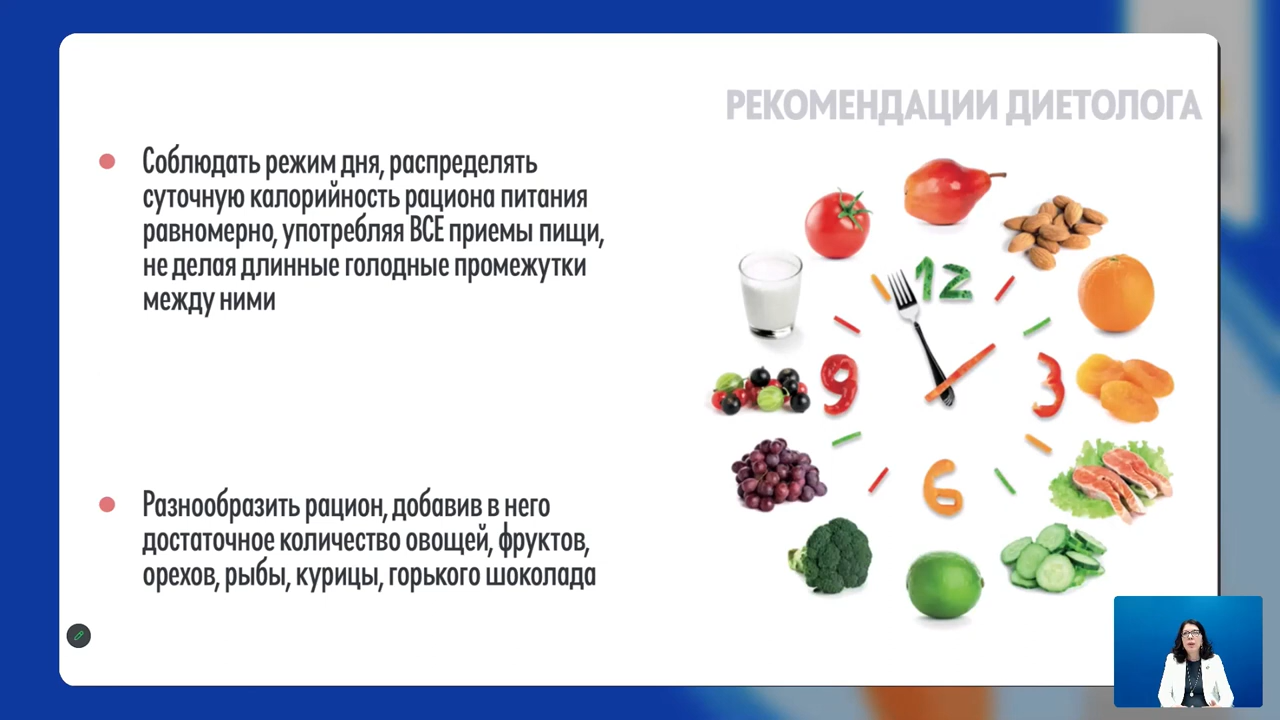 РЕКОМЕНДАЦИИ ДИЕТОЛОГА
Соблюдать режим дня, распределять
суточную калорийность рациона питания
равномерно, употребляя ВСЕ приемы пищи,
не делая длинные голодные промежутки
между ними
12
9
3
6
Разнообразить рацион, добавив в него
достаточное количество овощей, фруктов,
орехов, рыбы, курицы, горького шоколада